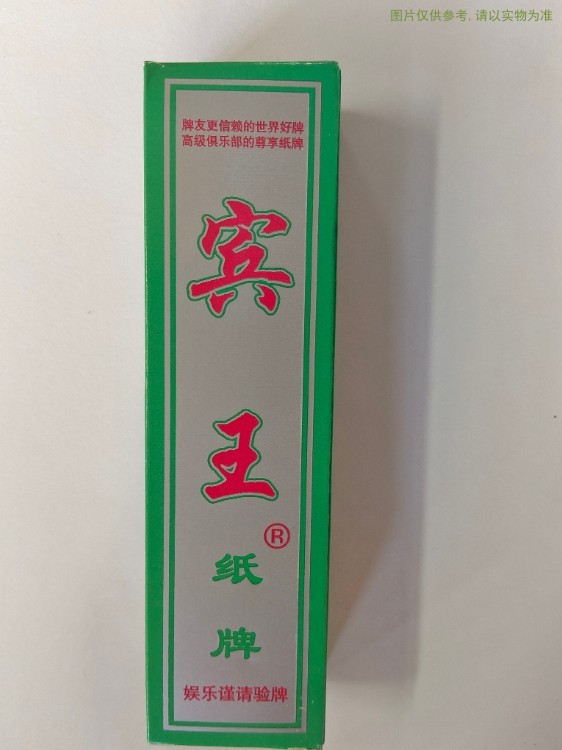 图片仅供参考, 请以实物为准
牌友更信赖的世界好牌
高级俱乐部的尊享纸牌
宾
王
®
纸
牌
娱乐谨请验牌